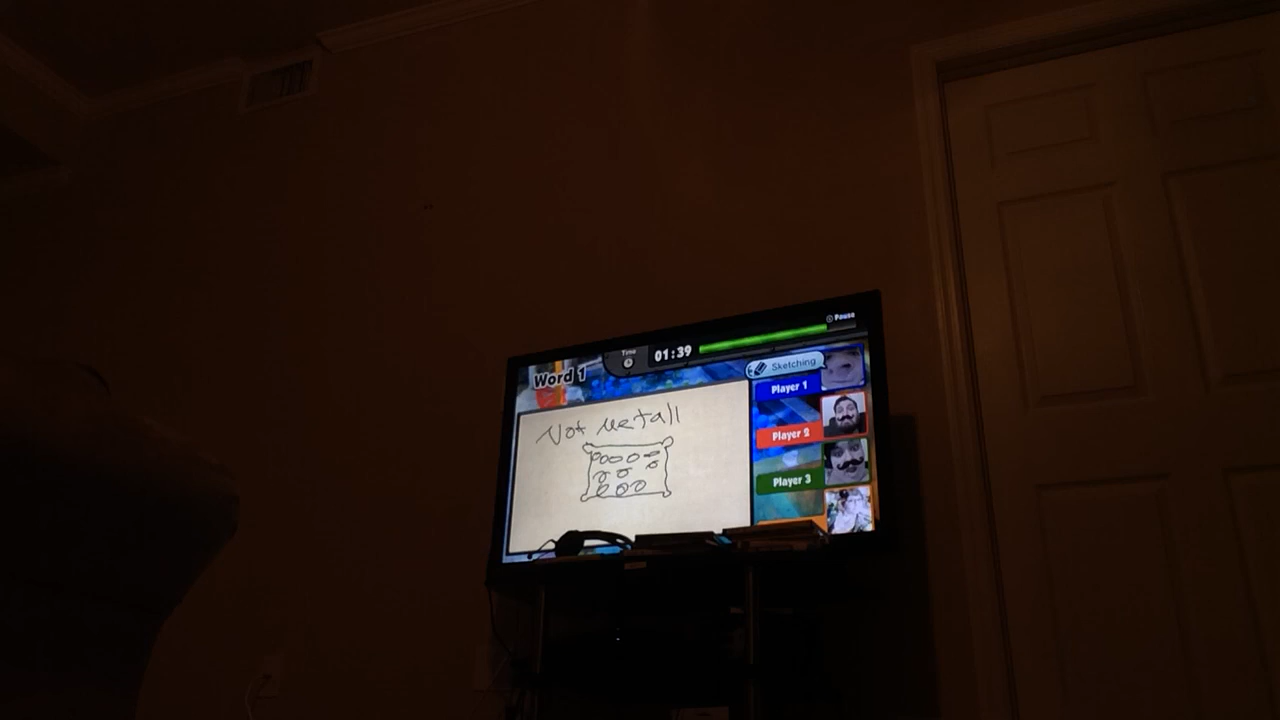 Pause
Time
01:39
Word 1
Sketching
Player 1
Not Metall
Player 2
Player 3